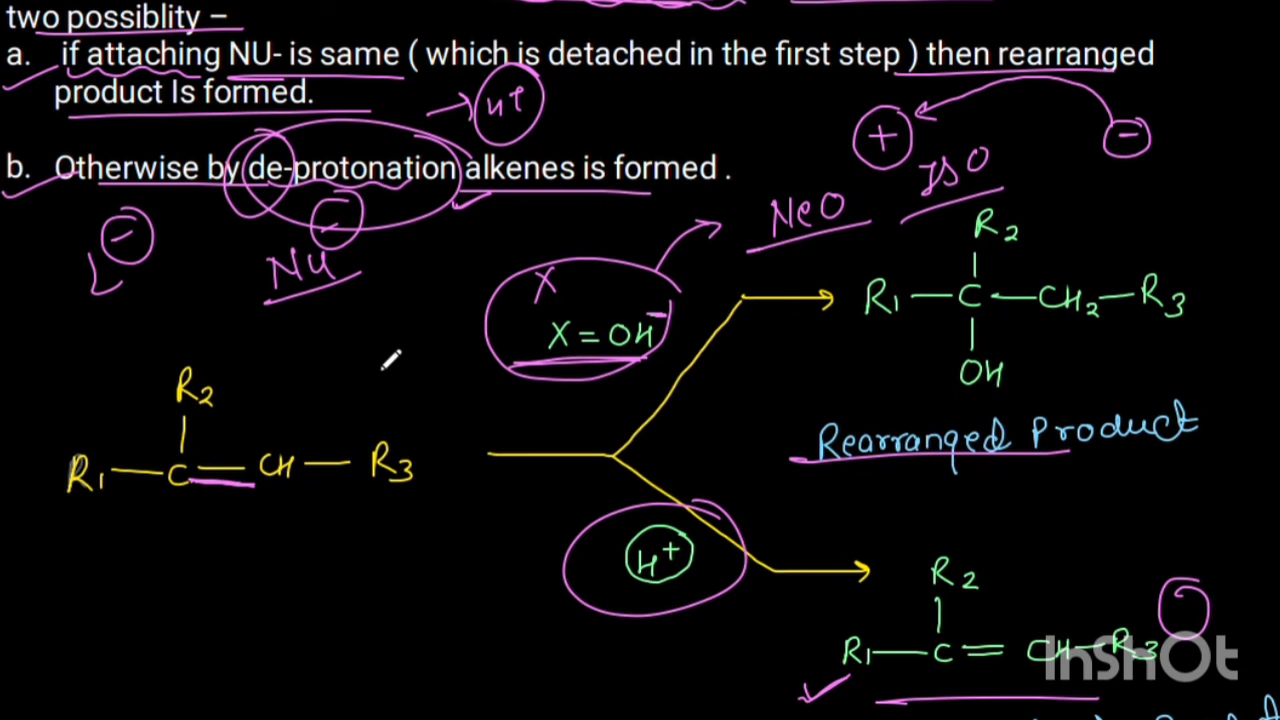 two possiblity –
a. if attaching NU- is same ( which is detached in the first step ) then rearranged
product Is formed.
H+
+
-
b. Otherwise by de-protonation alkenes is formed .
Neo
Iso
L-
Nu-
X
X = OH-
R2
|
R1—C—CH2—R3
|
OH
Rearranged Product
R2
|
R1—C=CH—R3
H+
R2
|
R1—C=CH—R3
InShOt